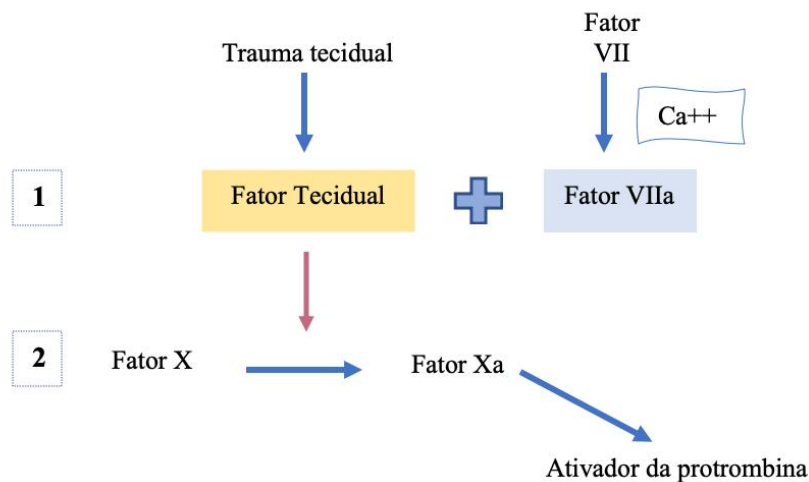 Trauma tecidual
Fator
VII
Ca++
1
Fator Tecidual
Fator VIIa
2
Fator X
Fator Xa
Ativador da protrombina